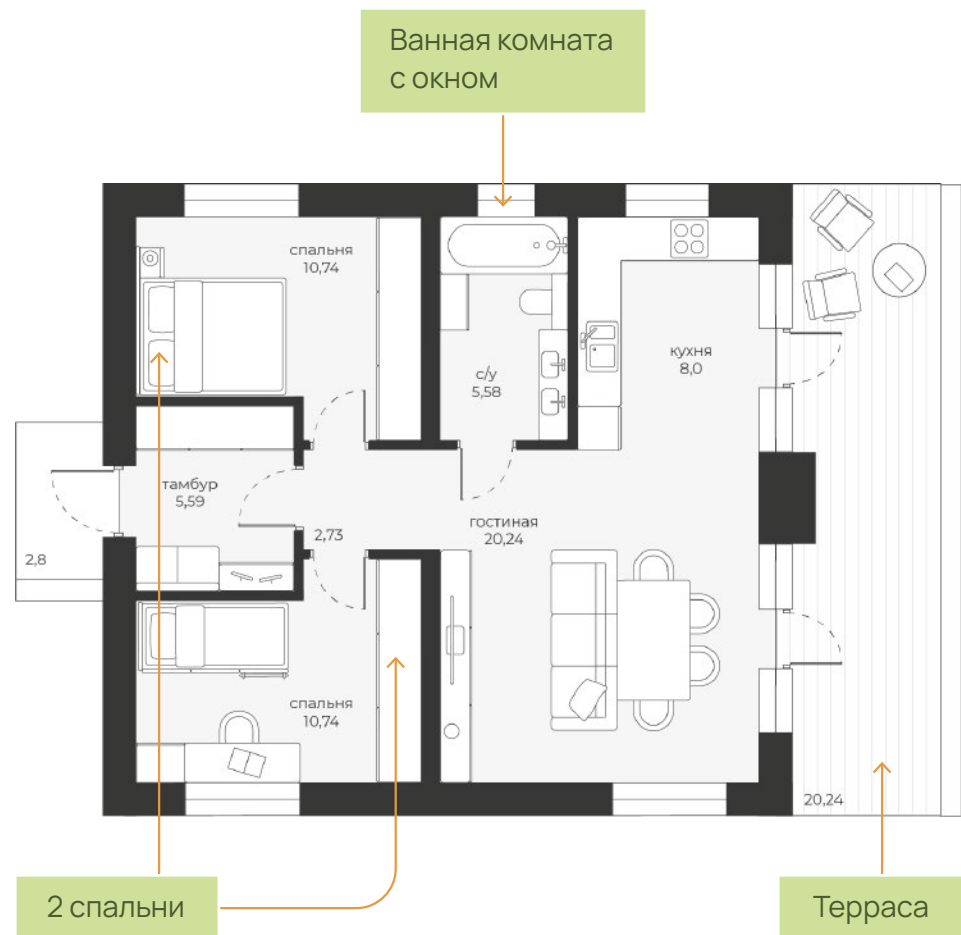 Ванная комната
с окном
спальня
10,74
кухня
8,0
с/у
5,58
тамбур
5,59
2,73
гостиная
20,24
2,8
спальня
10,74
20,24
2 спальни
Терраса